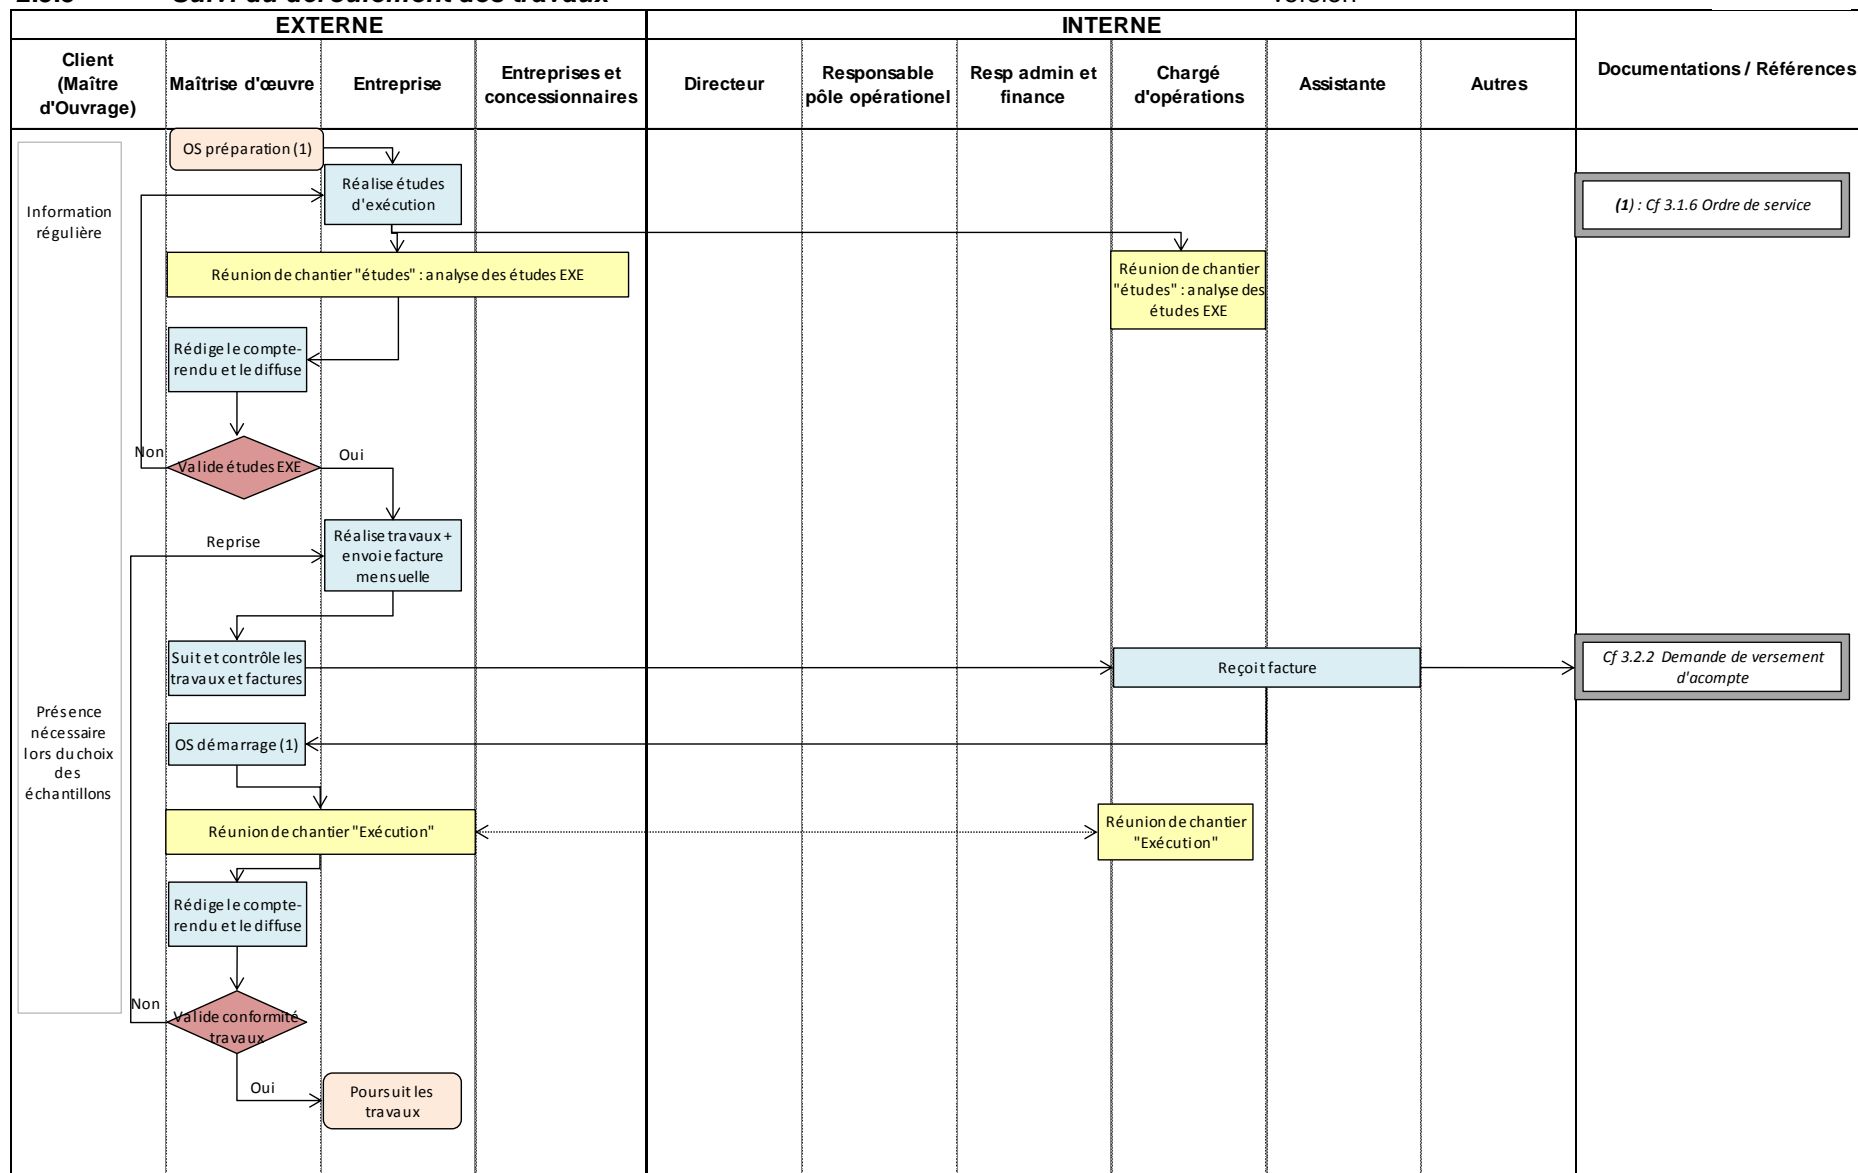 Suivi du déroulement des travaux
EXTERNE
INTERNE
Client
(Maître
d'Ouvrage)
Maîtrise d'œuvre
Entreprise
Entreprises et
concessionnaires
Directeur
Responsable
pôle opérationel
Resp admin et
finance
Chargé
d'opérations
Assistante
Autres
Documentations / Références
OS préparation (1)
Réalise études
d'exécution
Information
régulière
(1) : Cf 3.1.6 Ordre de service
Réunion de chantier "études" : analyse des études EXE
Réunion de chantier
"études" : analyse des
études EXE
Rédige le compte-
rendu et le diffuse
Non
Valide études EXE
Oui
Reprise
Réalise travaux +
envoie facture
mensuelle
Suit et contrôle les
travaux et factures
Reçoit facture
Cf 3.2.2 Demande de versement
d'acompte
Présence
nécessaire
lors du choix
des
échantillons
OS démarrage (1)
Réunion de chantier "Exécution"
Réunion de chantier
"Exécution"
Rédige le compte-
rendu et le diffuse
Non
Valide conformité
travaux
Oui
Poursuit les
travaux